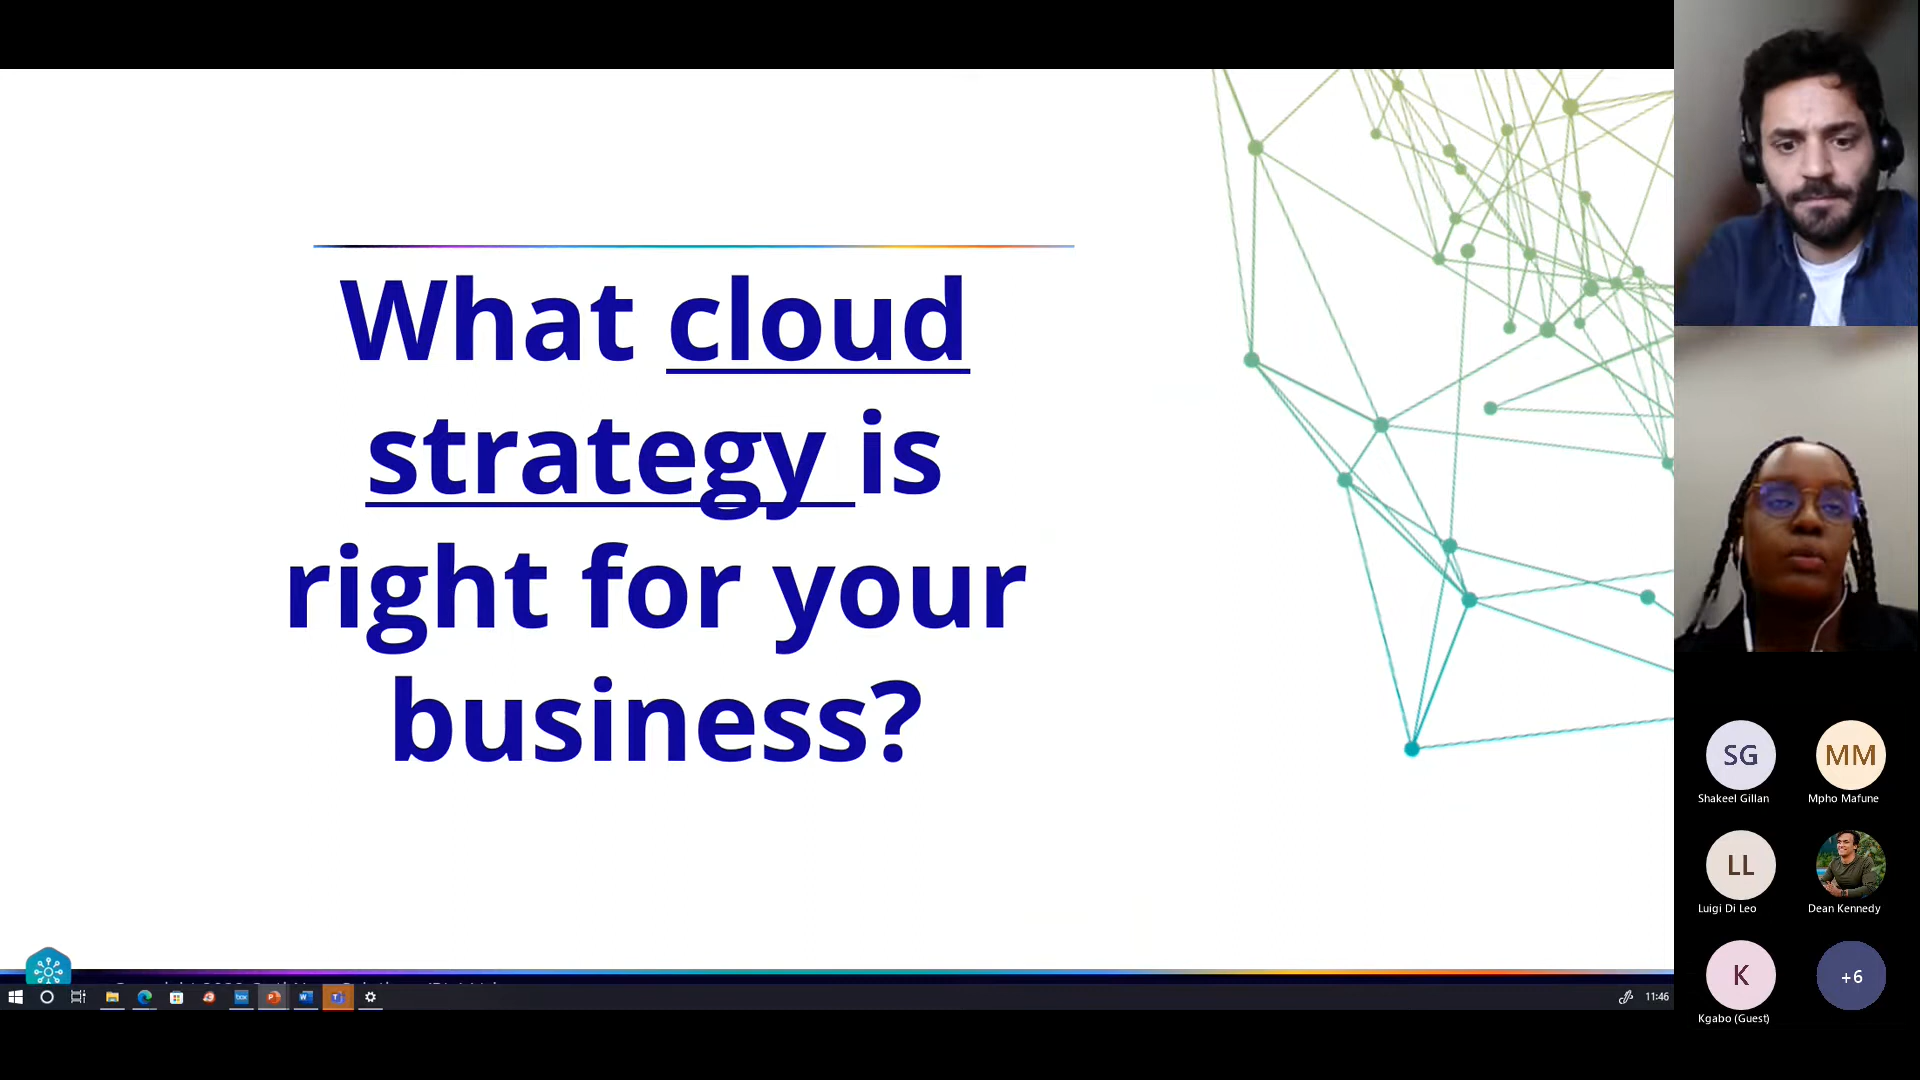 What cloud
strategy is
right for your
business?
SG
MM
Shakeel Gillan
Mpho Mafune
LL
Luigi Di Leo
Dean Kennedy
K
+6
Kgabo (Guest)
11:46